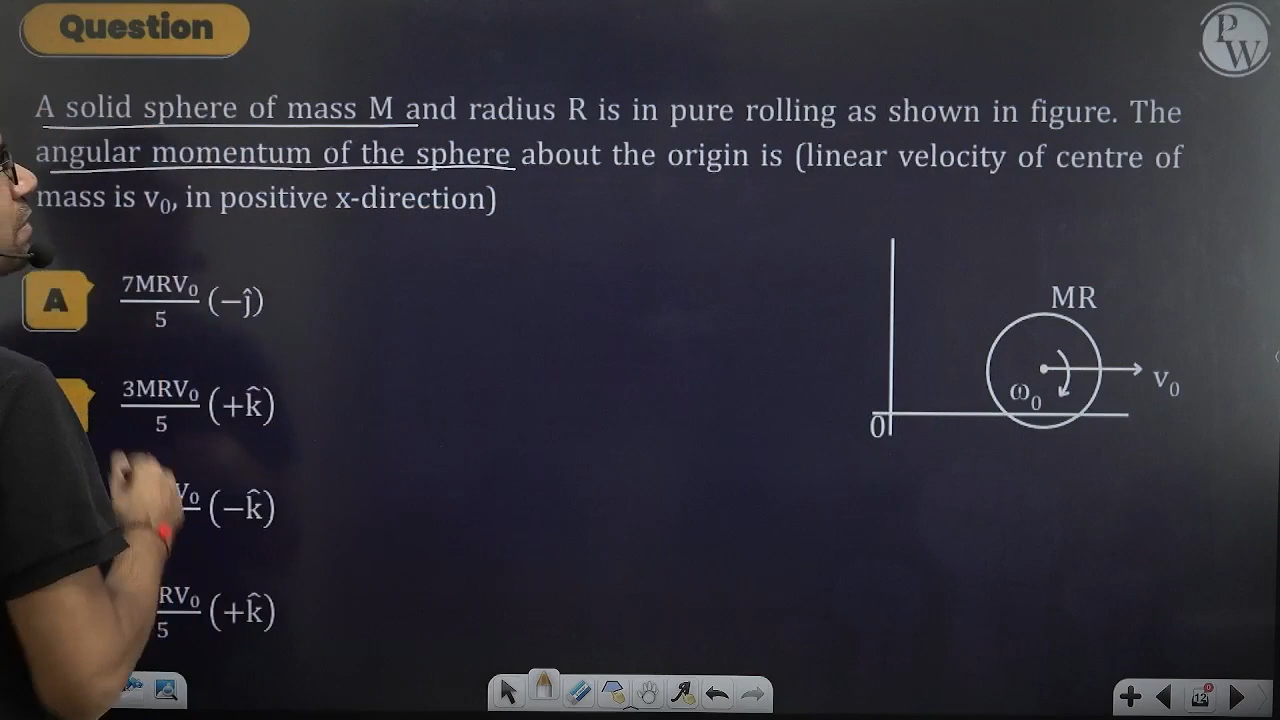 Question
PW
A solid sphere of mass M and radius R is in pure rolling as shown in figure. The
angular momentum of the sphere about the origin is (linear velocity of centre of
mass is v₀, in positive x-direction)
A 7MRV₀/5 (−ĵ)
3MRV₀/5 (+k̂)
V₀ (−k̂)
RV₀/5 (+k̂)
MR
ω₀ v₀
0
12